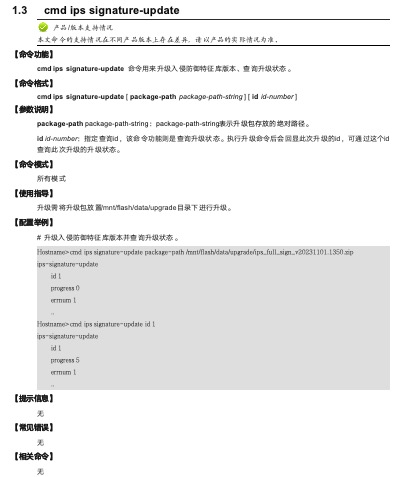 1.3 cmd ips signature-update
产品/版本支持情况
本文命令的支持情况在不同产品版本上存在差异，请以产品的实际情况为准。
【命令功能】
cmd ips signature-update 命令用来升级入侵防御特征库版本、查询升级状态。
【命令格式】
cmd ips signature-update [ package-path package-path-string ] [ id id-number ]
【参数说明】
package-path package-path-string：package-path-string表示升级包存放的绝对路径。
id id-number：指定查询id，该命令功能则是查询升级状态。执行升级命令后会回显此次升级的id，可通过这个id
查询此次升级的升级状态。
【命令模式】
所有模式
【使用指导】
升级需将升级包放置/mnt/flash/data/upgrade目录下进行升级。
【配置举例】
# 升级入侵防御特征库版本并查询升级状态。
Hostname> cmd ips signature-update package-path /mnt/flash/data/upgrade/ips_full_sign_v20231101.1350.zip
ips-signature-update
id 1
progress 0
errnum 1
..
Hostname> cmd ips signature-update id 1
ips-signature-update
id 1
progress 5
errnum 1
..
【提示信息】
无
【常见错误】
无
【相关命令】
无